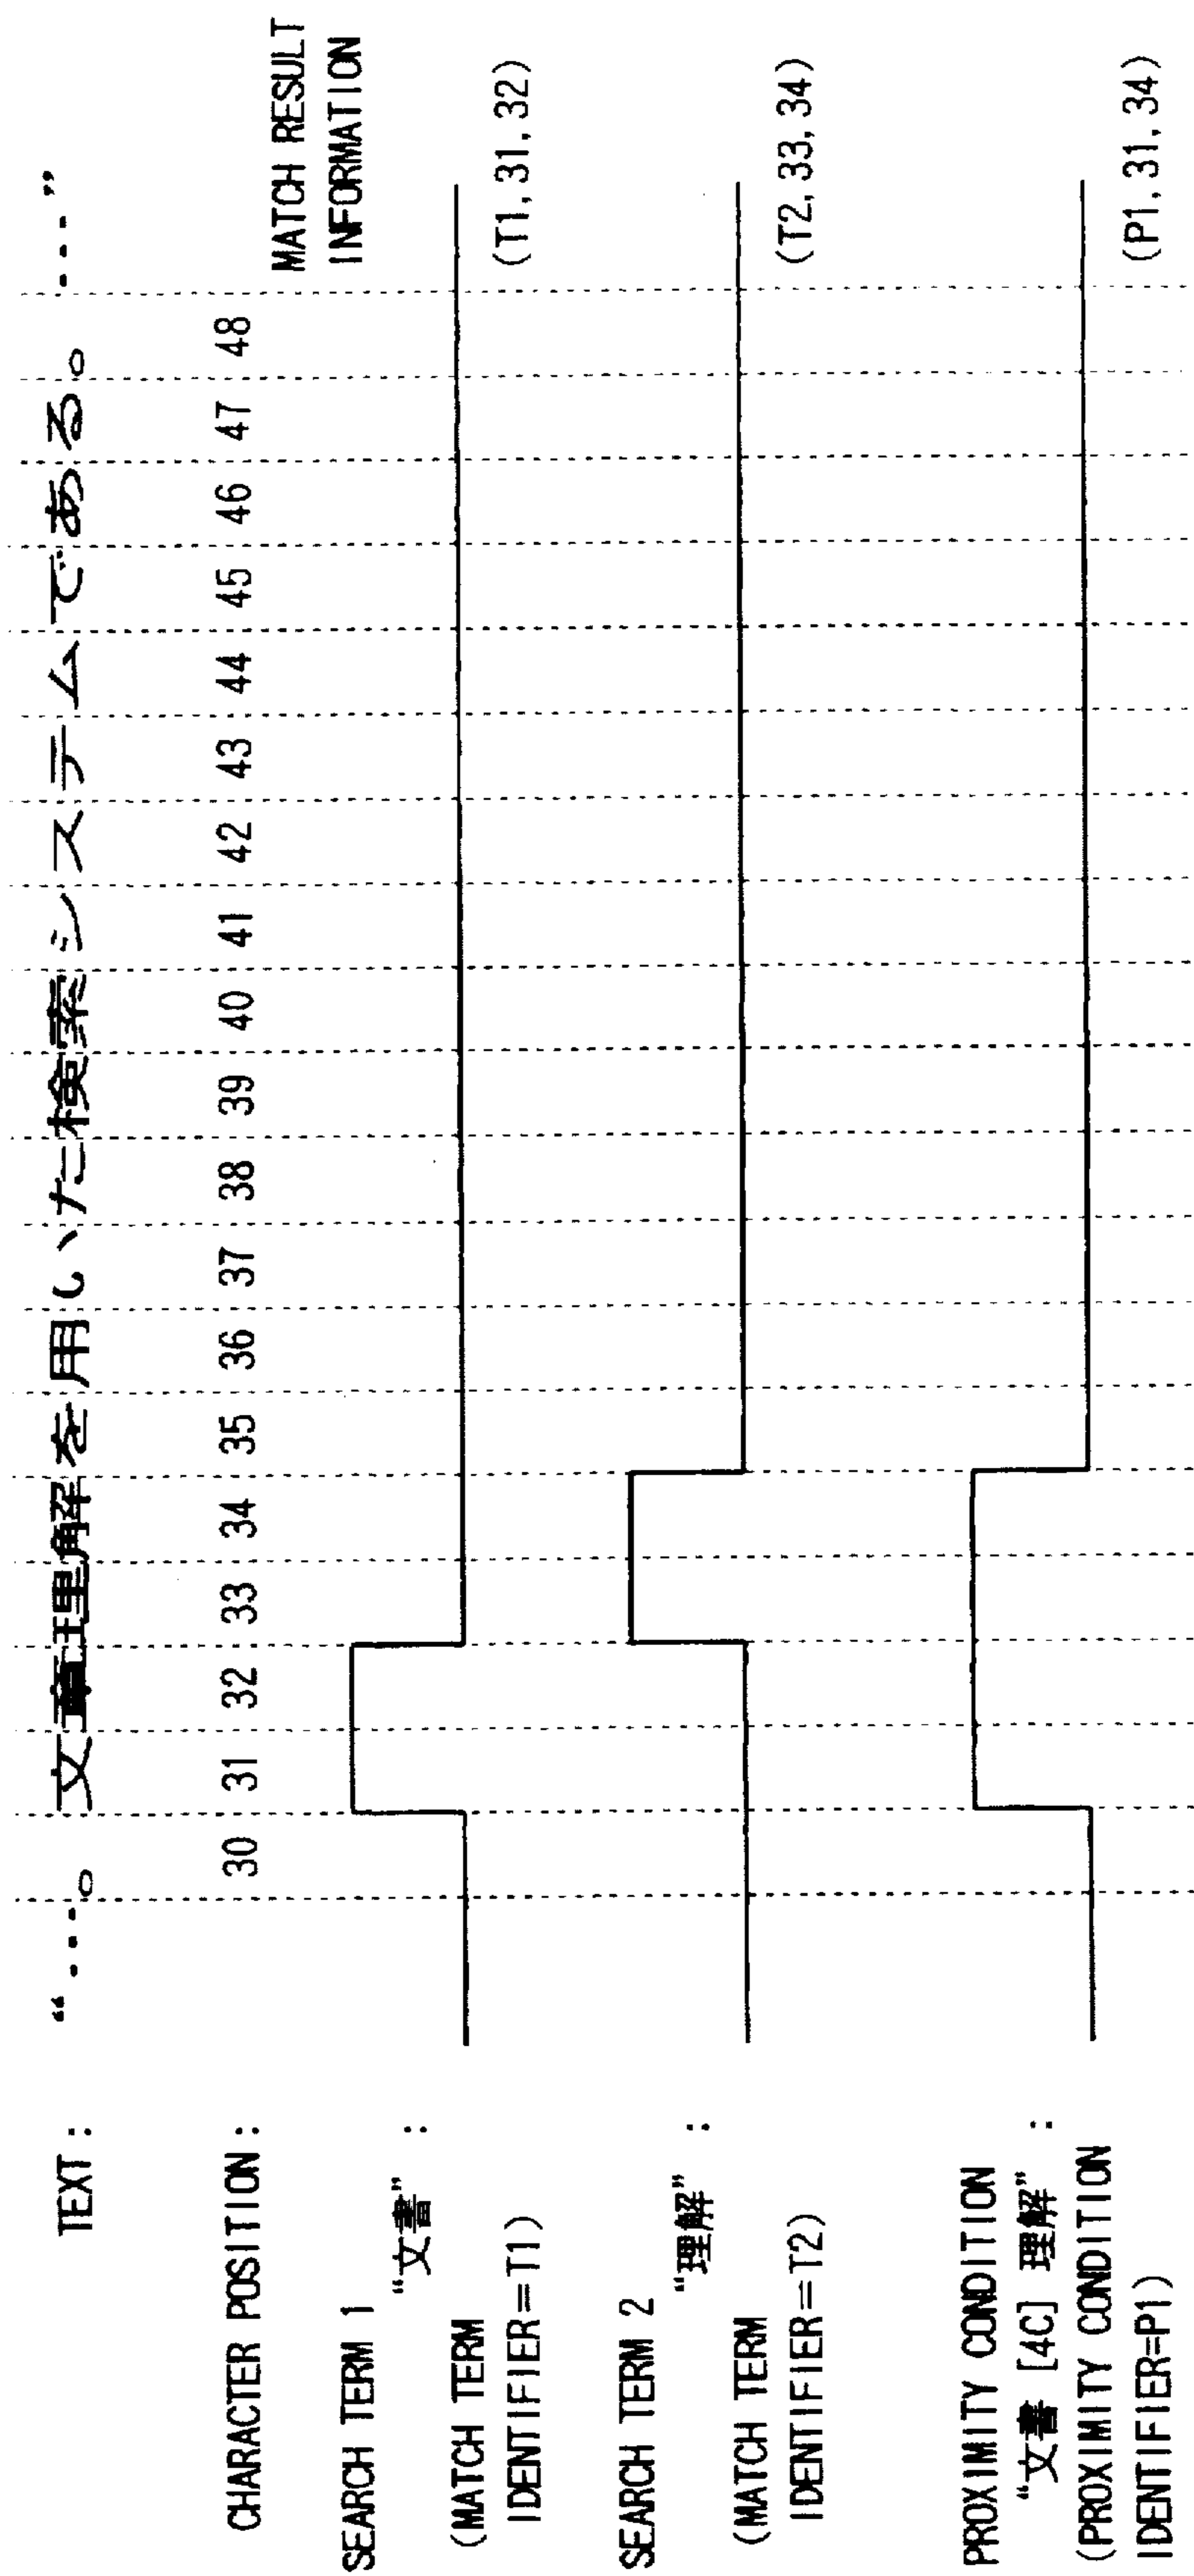 TEXT : “・・・。文章理解を用いた検索システムである。・・・”
CHARACTER POSITION : 30 31 32 33 34 35 36 37 38 39 40 41 42 43 44 45 46 47 48
MATCH RESULT
INFORMATION
SEARCH TERM 1
“文書” :
(MATCH TERM
IDENTIFIER=T1)
(T1, 31, 32)
SEARCH TERM 2
“理解” :
(MATCH TERM
IDENTIFIER=T2)
(T2, 33, 34)
PROXIMITY CONDITION
“文書 [4C] 理解” :
(PROXIMITY CONDITION
IDENTIFIER=P1)
(P1, 31, 34)